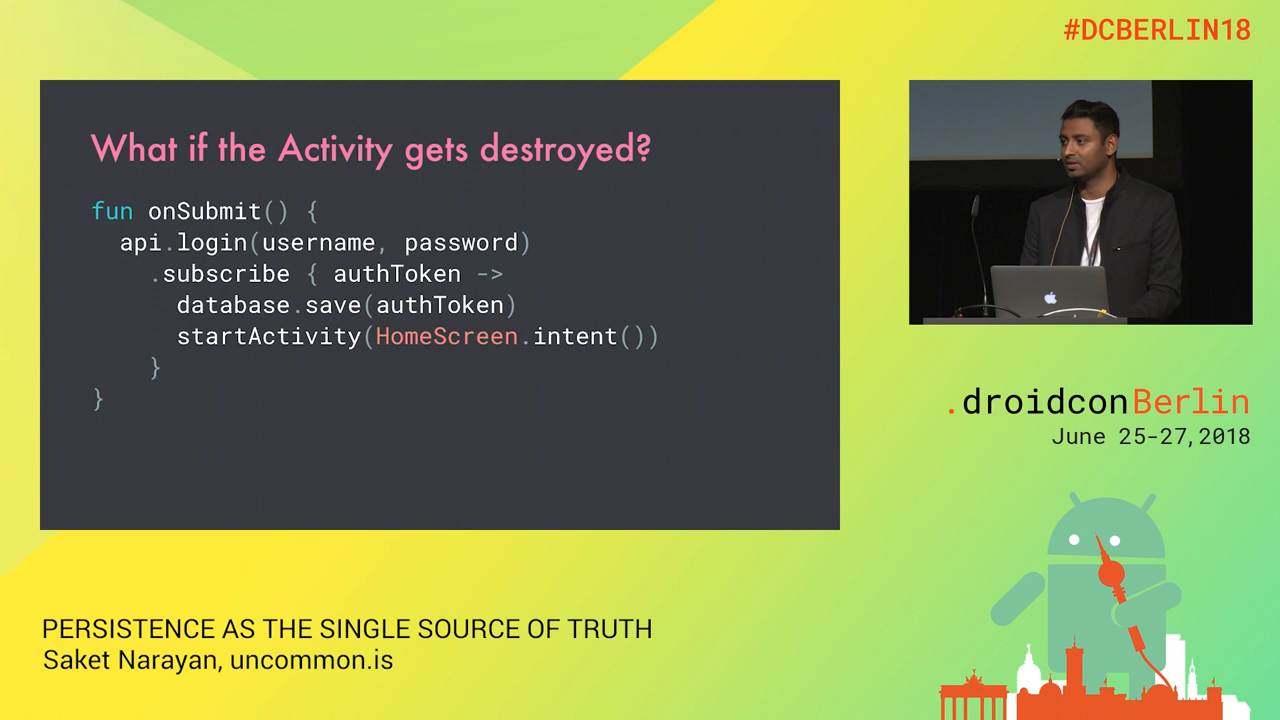 #DCBERLIN18
What if the Activity gets destroyed?
fun onSubmit() {
  api.login(username, password)
    .subscribe { authToken ->
      database.save(authToken)
      startActivity(HomeScreen.intent())
    }
}
.droidconBerlin
June 25-27, 2018
PERSISTENCE AS THE SINGLE SOURCE OF TRUTH
Saket Narayan, uncommon.is